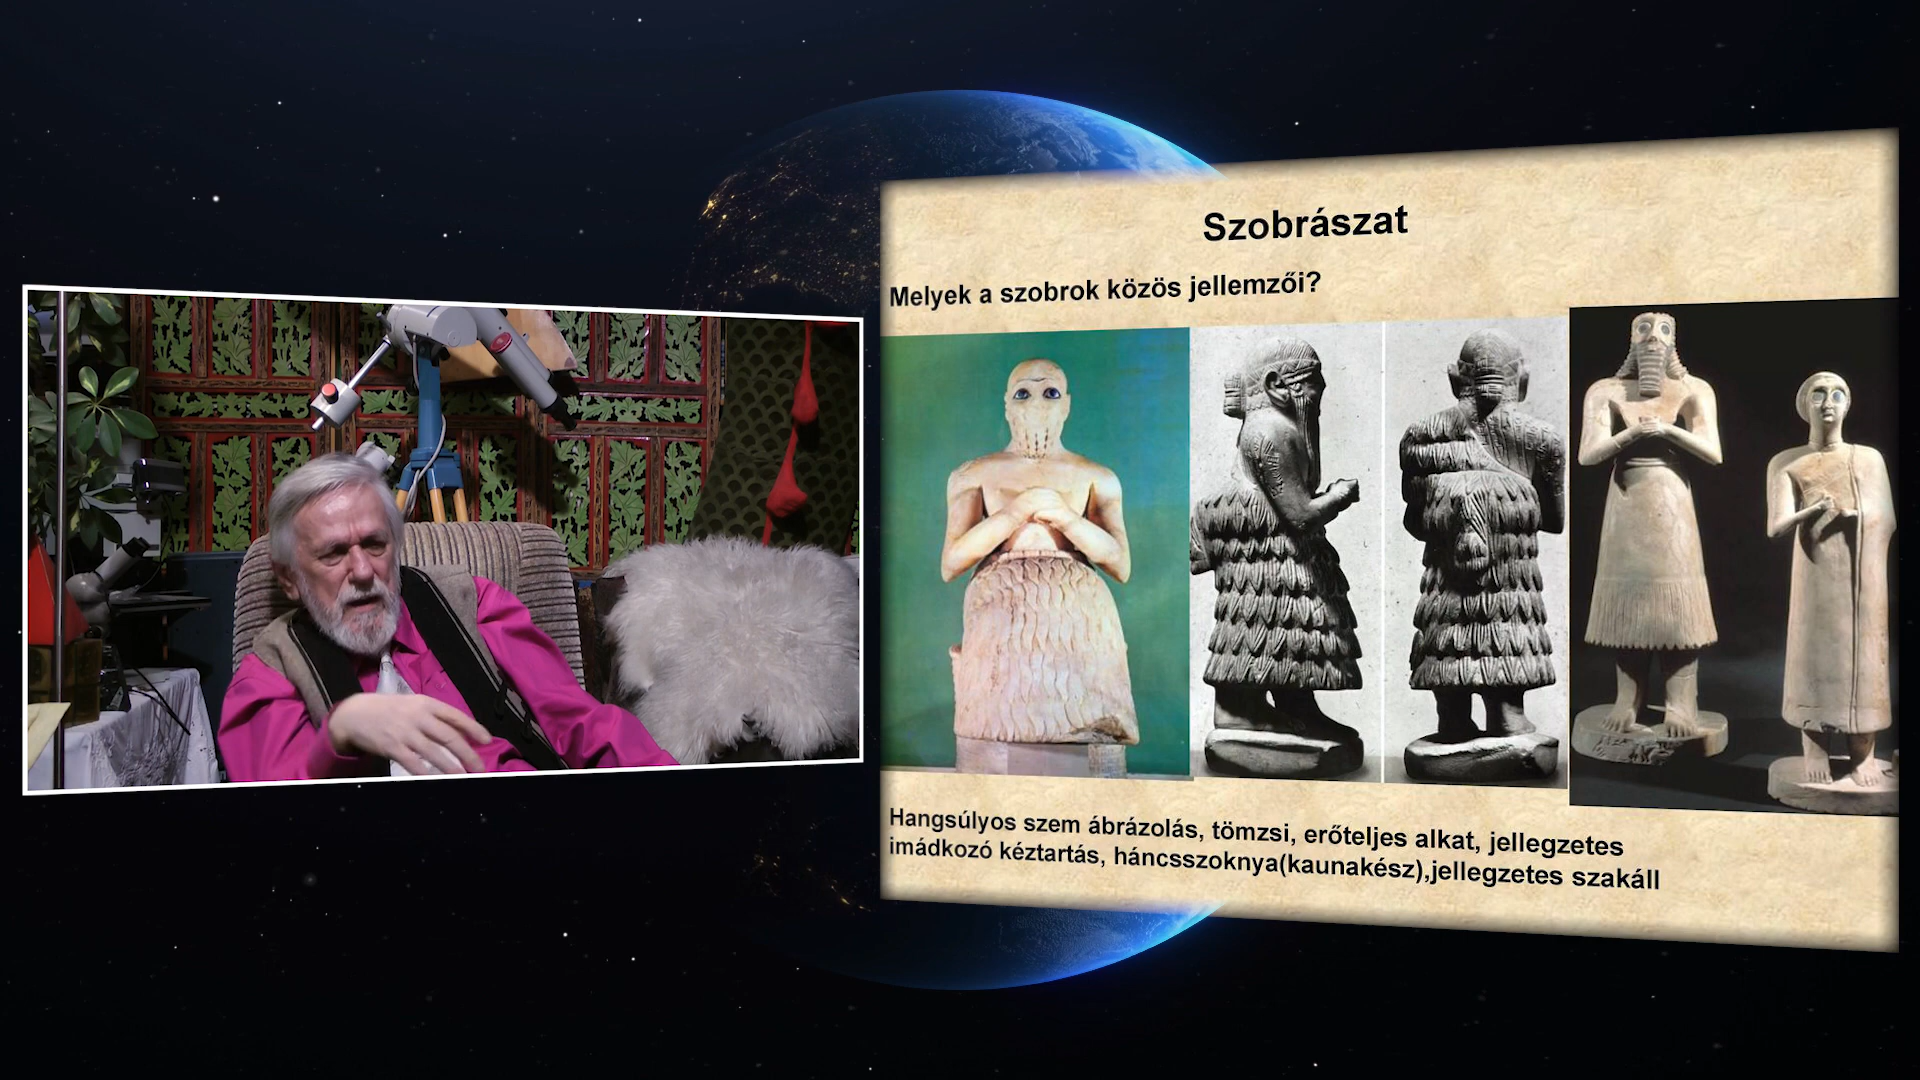 Szobrászat
Melyek a szobrok közös jellemzői?
Hangsúlyos szem ábrázolás, tömzsi, erőteljes alkat, jellegzetes
imádkozó kéztartás, háncsszoknya(kaunakész),jellegzetes szakáll